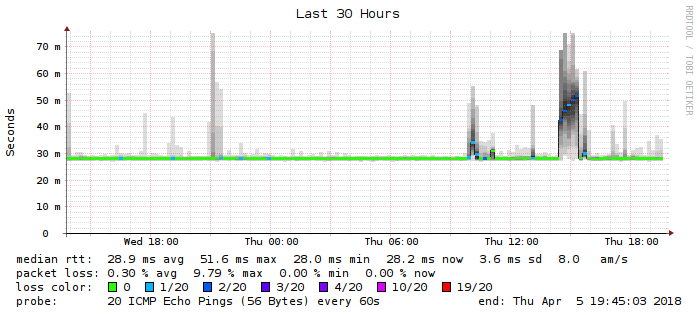 Last 30 Hours
RRDTOOL / TOBI OETIKER
Seconds
70 m
60 m
50 m
40 m
30 m
20 m
10 m
0
Wed 18:00 Thu 00:00 Thu 06:00 Thu 12:00 Thu 18:00
median rtt: 28.9 ms avg 51.6 ms max 28.0 ms min 28.2 ms now 3.6 ms sd 8.0 am/s
packet loss: 0.30 % avg 9.79 % max 0.00 % min 0.00 % now
loss color: 0 1/20 2/20 3/20 4/20 10/20 19/20
probe: 20 ICMP Echo Pings (56 Bytes) every 60s end: Thu Apr 5 19:45:03 2018